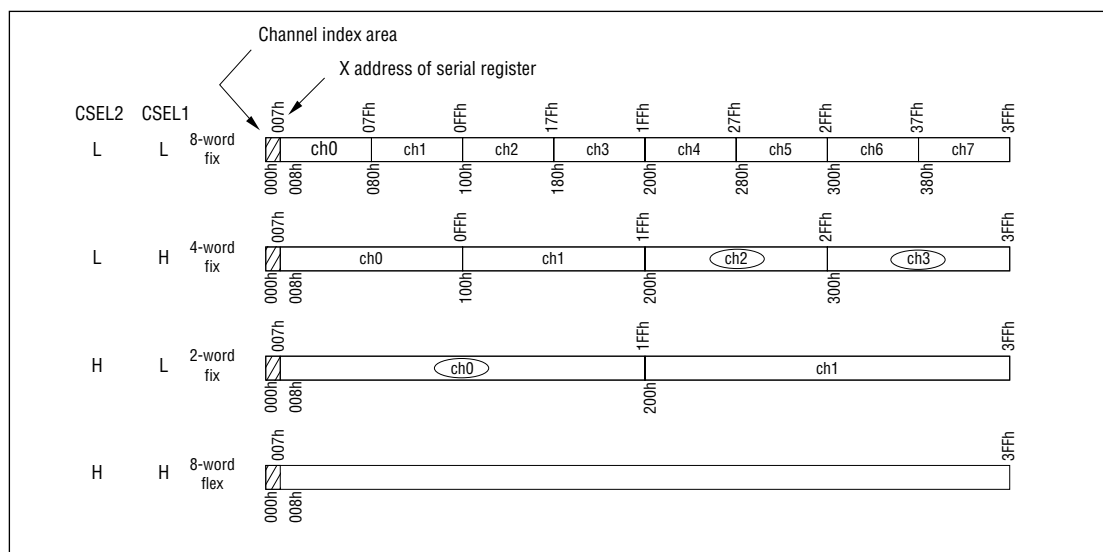 Channel index area
X address of serial register
CSEL2 CSEL1
007h 07Fh 0FFh 17Fh 1FFh 27Fh 2FFh 37Fh 3FFh
L L 8-word fix ch0 ch1 ch2 ch3 ch4 ch5 ch6 ch7
000h 008h 080h 100h 180h 200h 280h 300h 380h
007h 0FFh 1FFh 2FFh 3FFh
L H 4-word fix ch0 ch1 ch2 ch3
000h 008h 100h 200h 300h
007h 1FFh 3FFh
H L 2-word fix ch0 ch1
000h 008h 200h
007h 3FFh
H H 8-word flex
000h 008h